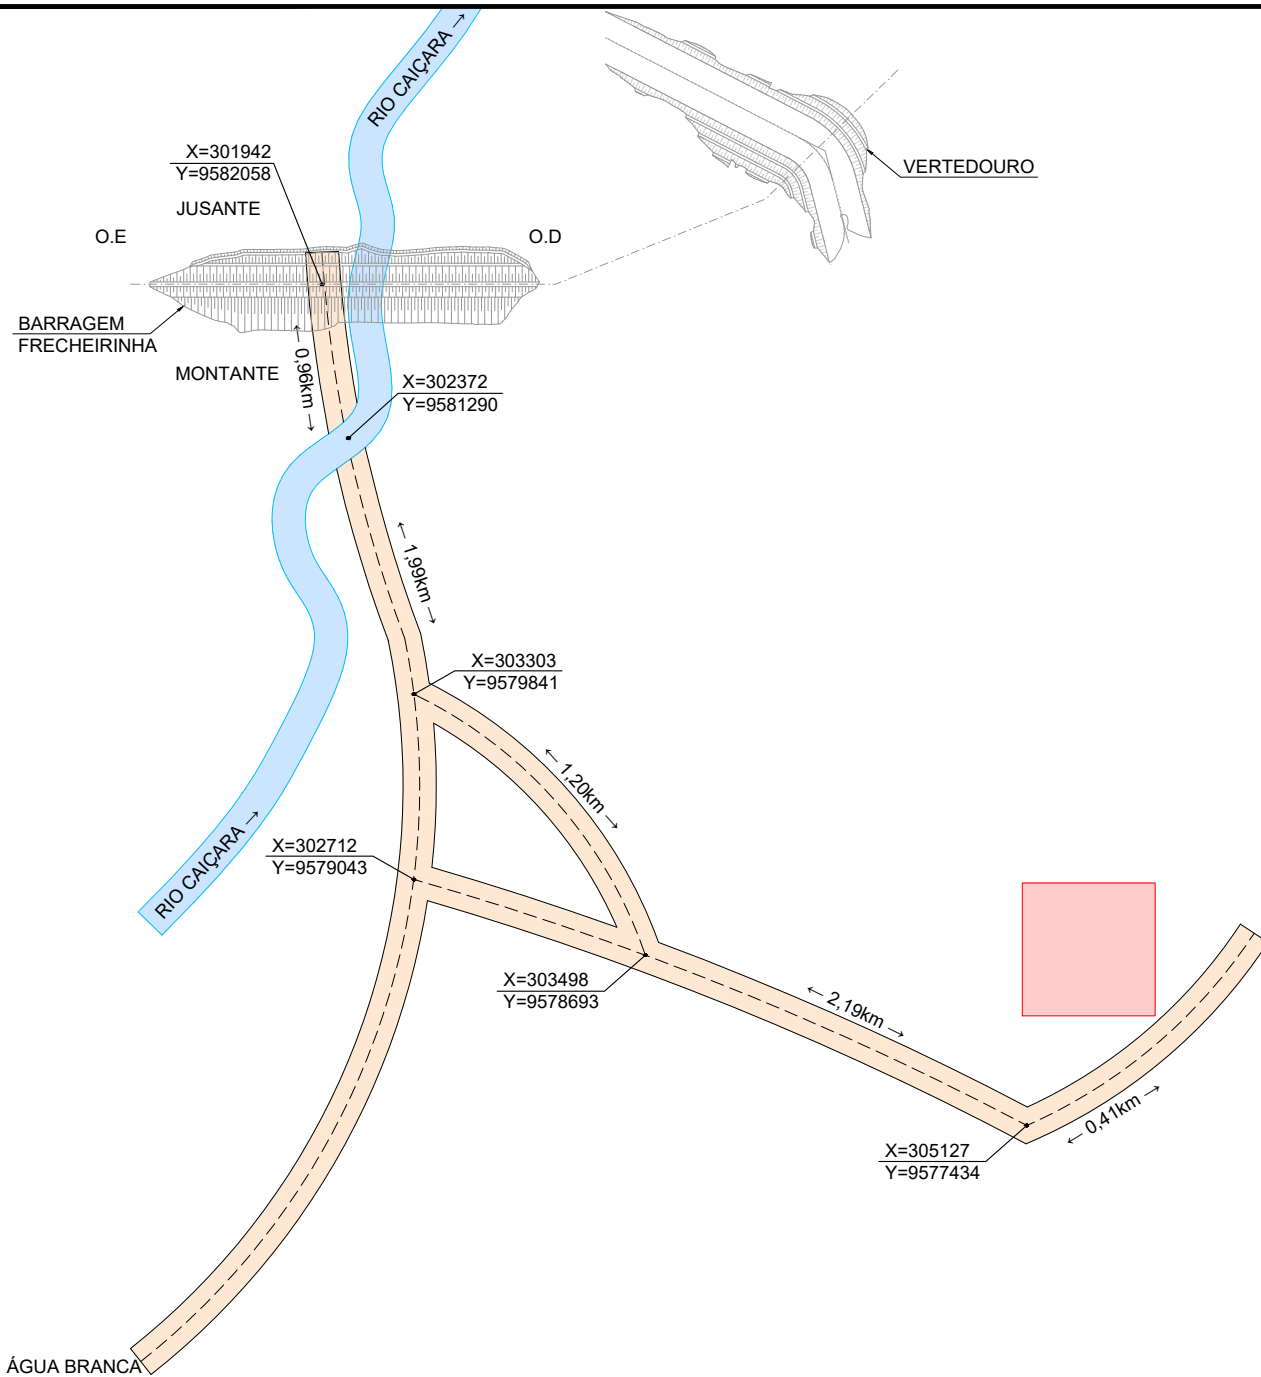 RIO CAIÇARA →
X=301942
Y=9582058
JUSANTE
VERTEDOURO
O.E
O.D
BARRAGEM
FRECHEIRINHA
MONTANTE
← 0,96km →
X=302372
Y=9581290
← 1,99km →
X=303303
Y=9579841
← 1,20km →
RIO CAIÇARA →
X=302712
Y=9579043
X=303498
Y=9578693
← 2,19km →
← 0,41km →
X=305127
Y=9577434
ÁGUA BRANCA